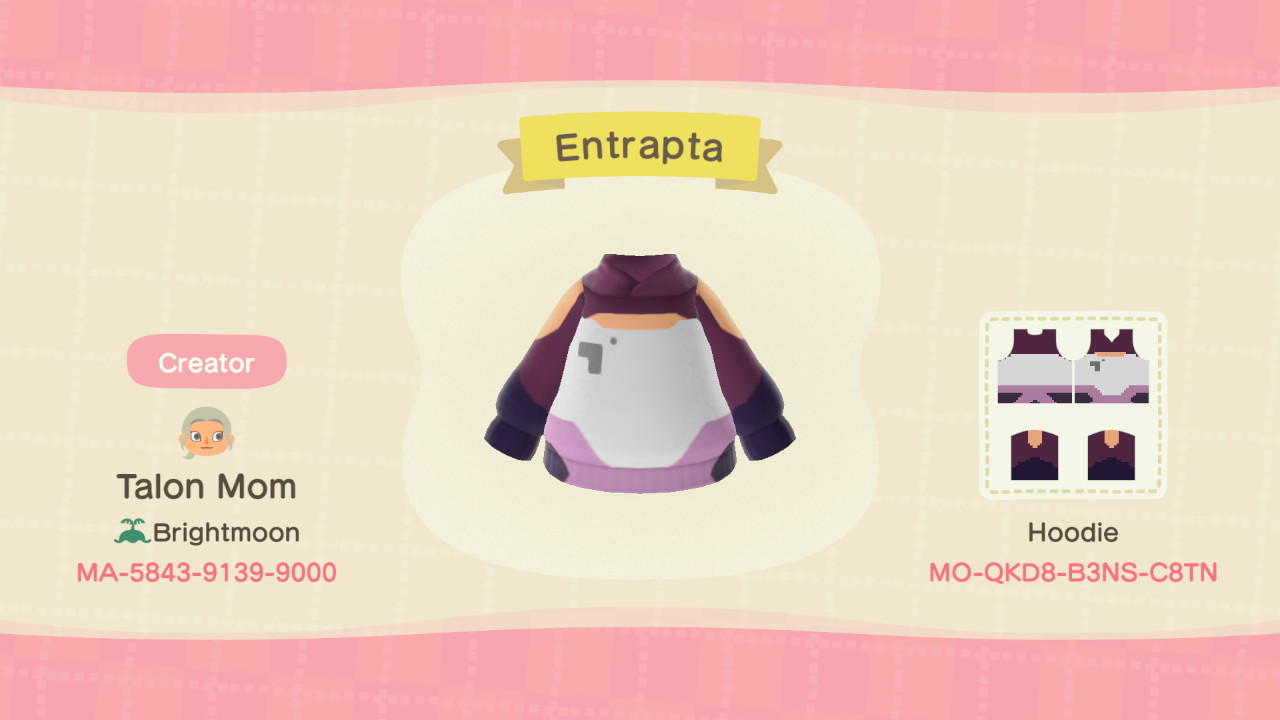 Entrapta
Creator
Talon Mom
Brightmoon
MA-5843-9139-9000
Hoodie
MO-QKD8-B3NS-C8TN